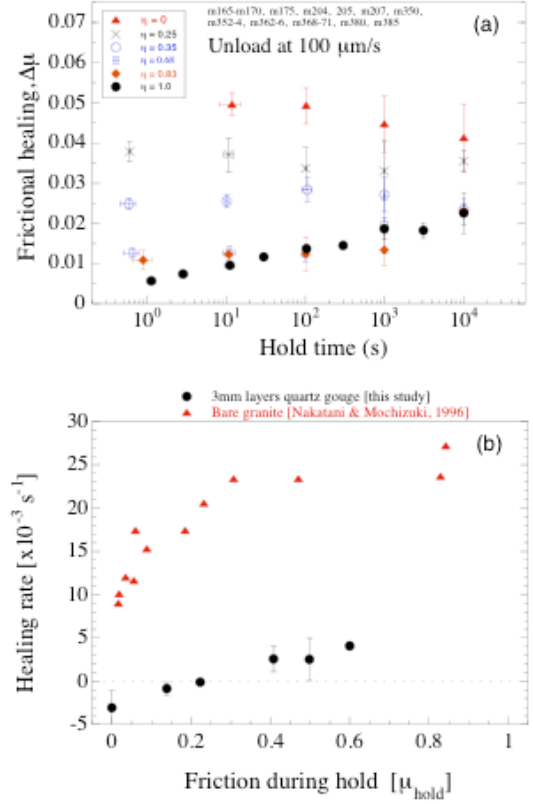 m165-m170, m175, m204, 205, m207, m350,
m352-4, m362-6, m368-71, m380, m385
(a)
Unload at 100 μm/s
η = 0
η = 0.25
η = 0.35
η = 0.68
η = 0.83
η = 1.0
Frictional healing, Δμ
0.07
0.06
0.05
0.04
0.03
0.02
0.01
0
10⁰ 10¹ 10² 10³ 10⁴
Hold time (s)
3mm layers quartz gouge [this study]
Bare granite [Nakatani & Mochizuki, 1996]
(b)
Healing rate [x10⁻³ s⁻¹]
30
25
20
15
10
5
0
-5
0 0.2 0.4 0.6 0.8 1
Friction during hold [μhold]